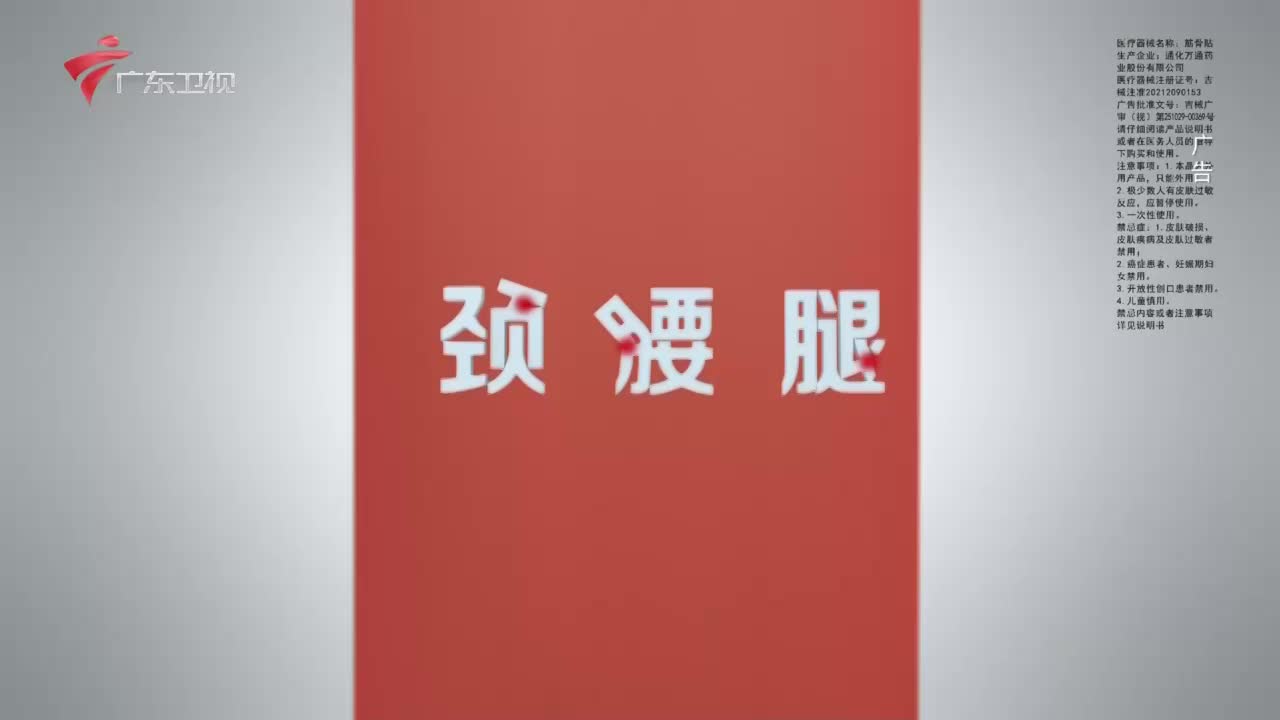 广东卫视
颈腰腿
医疗器械名称：筋骨贴
生产企业：通化万通药
业股份有限公司
医疗器械注册证号：吉
械注准20212090153
广告批准文号：吉械广
审（视）第251029-00369号
请仔细阅读产品说明书
或者在医务人员的指导
下购买和使用。
注意事项：1.本品为外
用产品，只能外用。
2.极少数人有皮肤过敏
反应，应暂停使用。
3.一次性使用。
禁忌症：1.皮肤破损、
皮肤疾病及皮肤过敏者
禁用；
2.癌症患者、妊娠期妇
女禁用。
3.开放性创口患者禁用。
4.儿童慎用。
禁忌内容或者注意事项
详见说明书
广告